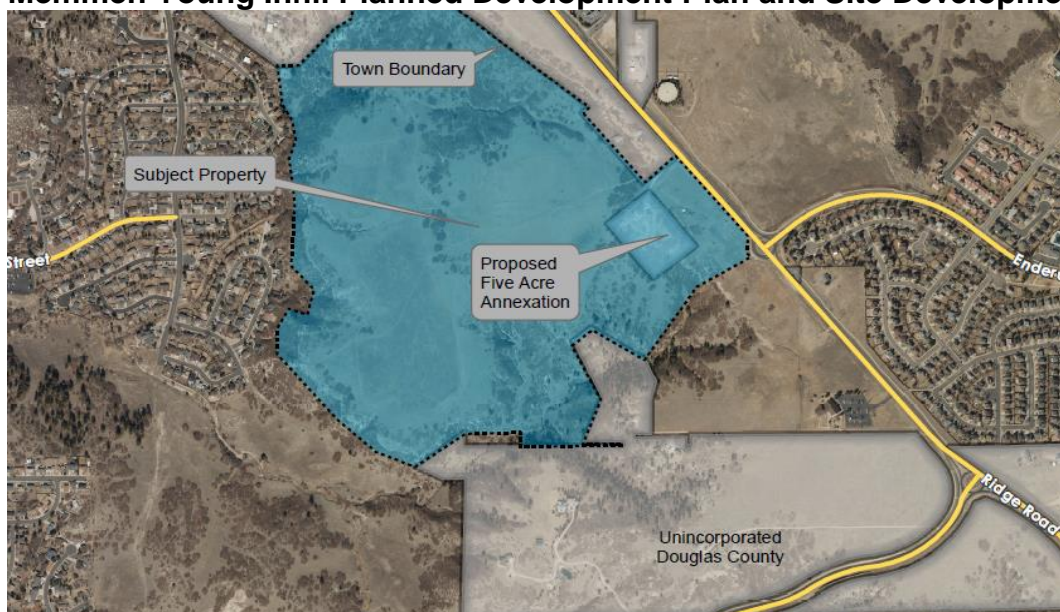 Memmen Young Infill Planned Development Plan and Site Developme
Town Boundary
Subject Property
Street
Proposed
Five Acre
Annexation
Ender
Ridge Road
Unincorporated
Douglas County